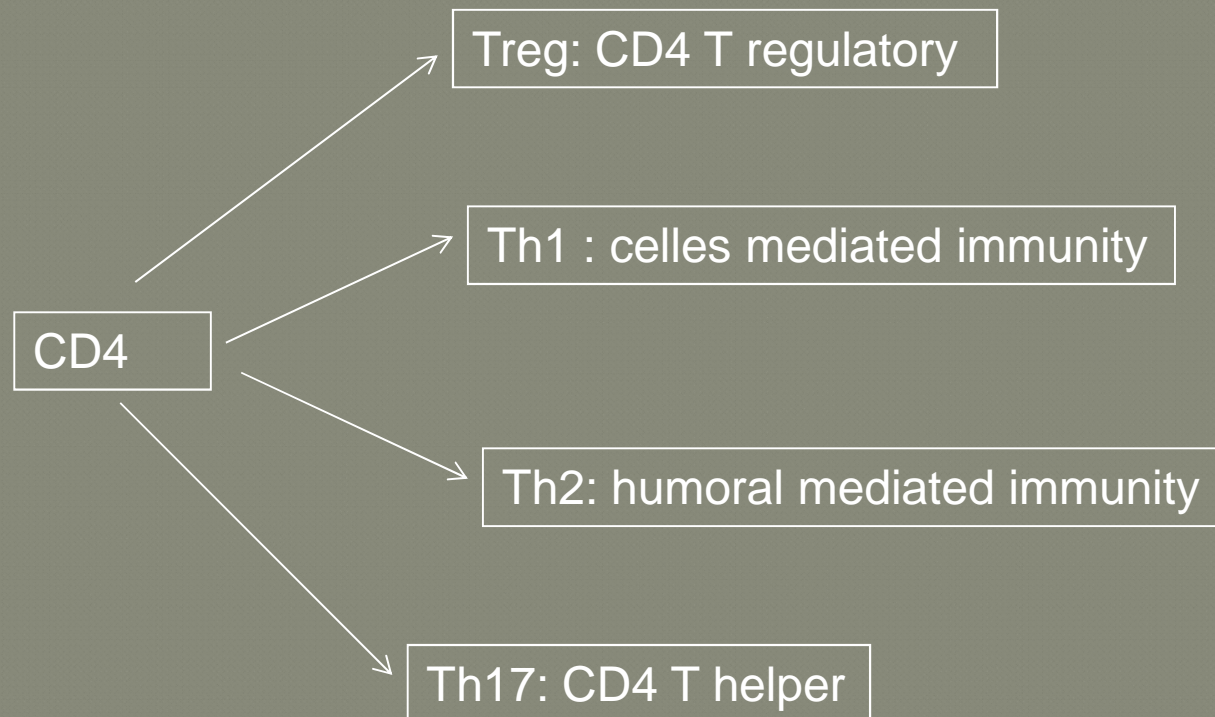 Treg: CD4 T regulatory
Th1 : celles mediated immunity
CD4
Th2: humoral mediated immunity
Th17: CD4 T helper